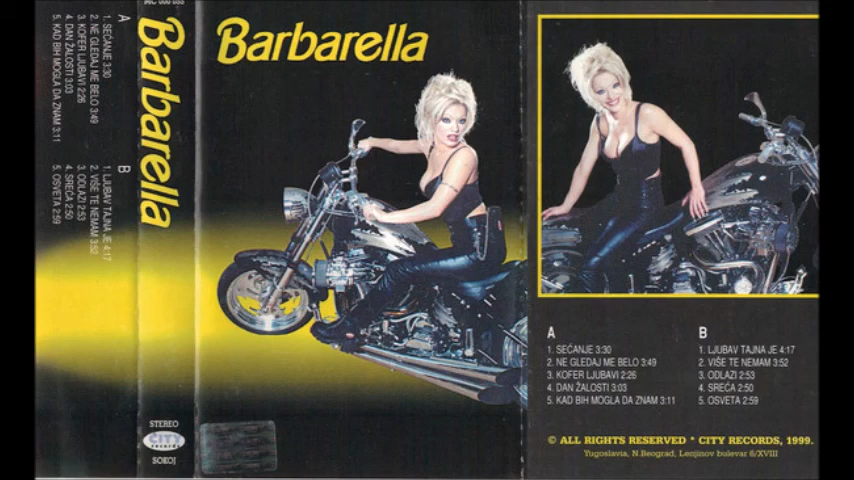 A
1. SEĆANJE 3:30
2. NE GLEDAJ ME BELO 3:49
3. KOFER LJUBAVI 2:26
4. DAN ŽALOSTI 3:03
5. KAD BIH MOGLA DA ZNAM 3:11
B
1. LJUBAV TAJNA JE 4:17
2. VIŠE TE NEMAM 3:52
3. ODLAZI 2:53
4. SREĆA 2:50
5. OSVETA 2:59
Barbarella
STEREO
CITY
records
SOKOJ
Barbarella
A
1. SEĆANJE 3:30
2. NE GLEDAJ ME BELO 3:49
3. KOFER LJUBAVI 2:26
4. DAN ŽALOSTI 3:03
5. KAD BIH MOGLA DA ZNAM 3:11
B
1. LJUBAV TAJNA JE 4:17
2. VIŠE TE NEMAM 3:52
3. ODLAZI 2:53
4. SREĆA 2:50
5. OSVETA 2:59
© ALL RIGHTS RESERVED * CITY RECORDS, 1999.
Yugoslavia, N.Beograd, Lenjinov bulevar 6/XVIII